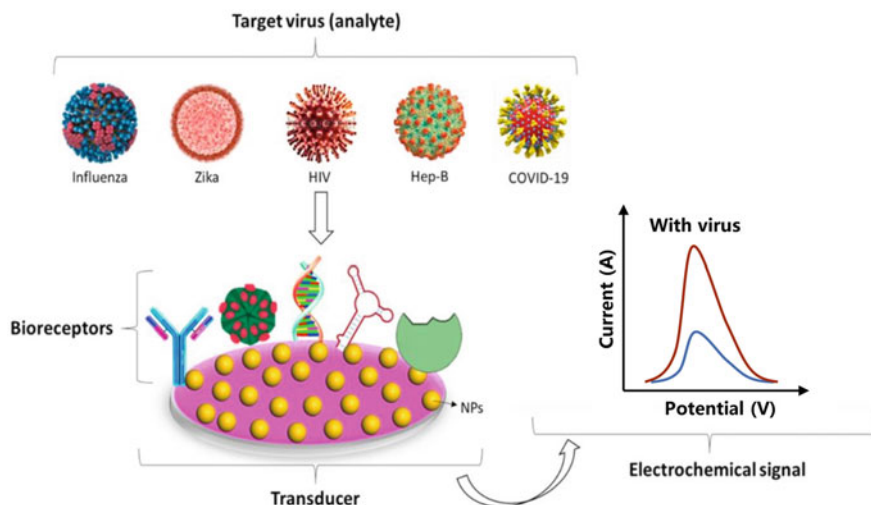 Target virus (analyte)
Influenza
Zika
HIV
Hep-B
COVID-19
With virus
Current (A)
Potential (V)
Bioreceptors
NPs
Transducer
Electrochemical signal